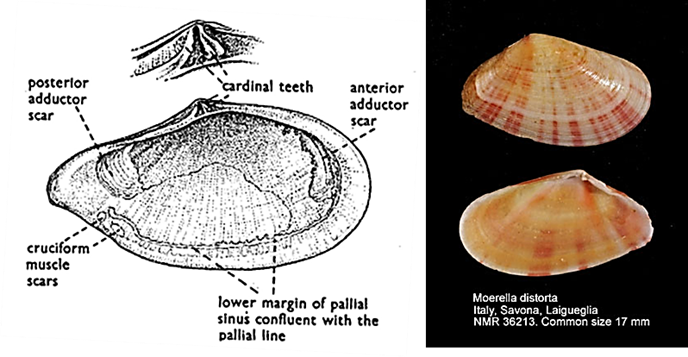 cardinal teeth
posterior
adductor
scar
anterior
adductor
scar
cruciform
muscle
scars
lower margin of pallial
sinus confluent with the
pallial line
Moerella distorta
Italy, Savona, Laigueglia
NMR 36213. Common size 17 mm